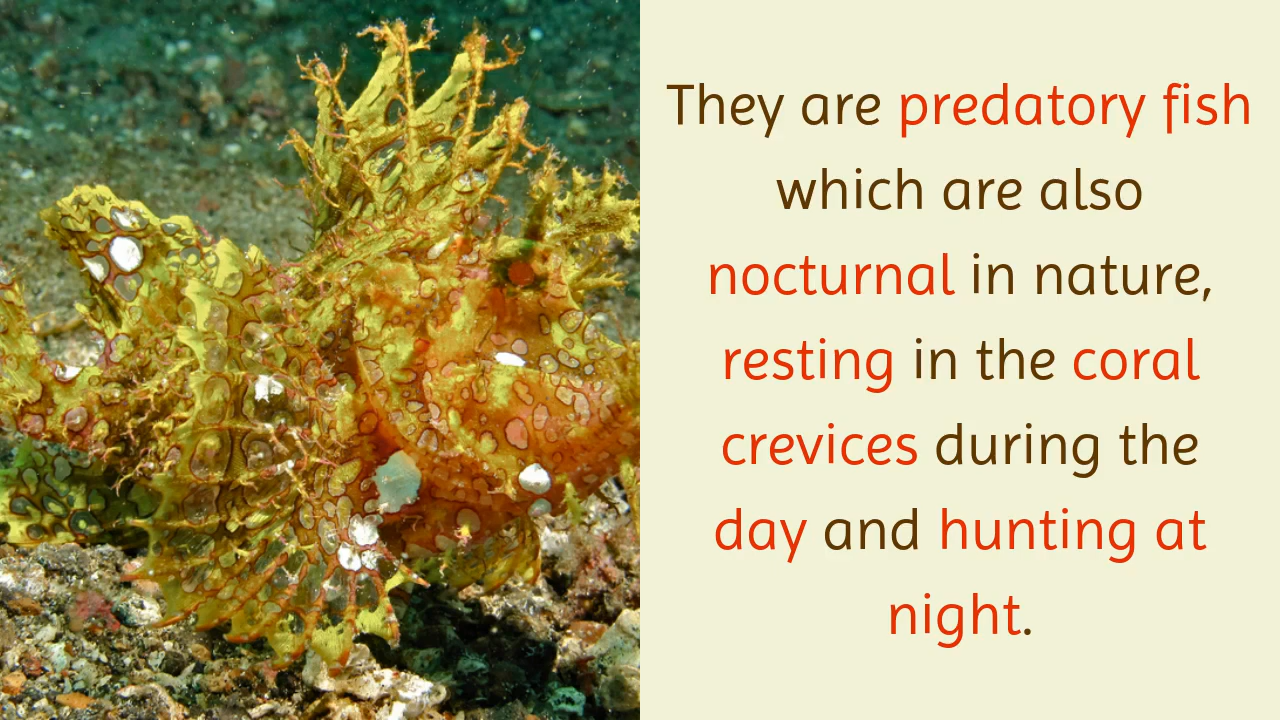 They are predatory fish
which are also
nocturnal in nature,
resting in the coral
crevices during the
day and hunting at
night.